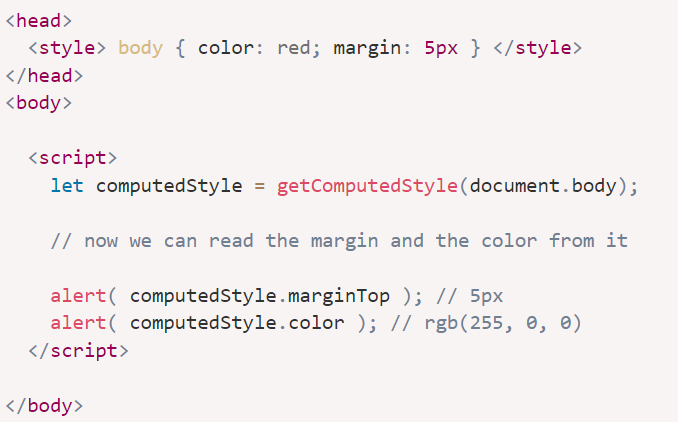 <head>
  <style> body { color: red; margin: 5px } </style>
</head>
<body>

  <script>
    let computedStyle = getComputedStyle(document.body);

    // now we can read the margin and the color from it

    alert( computedStyle.marginTop ); // 5px
    alert( computedStyle.color ); // rgb(255, 0, 0)
  </script>

</body>